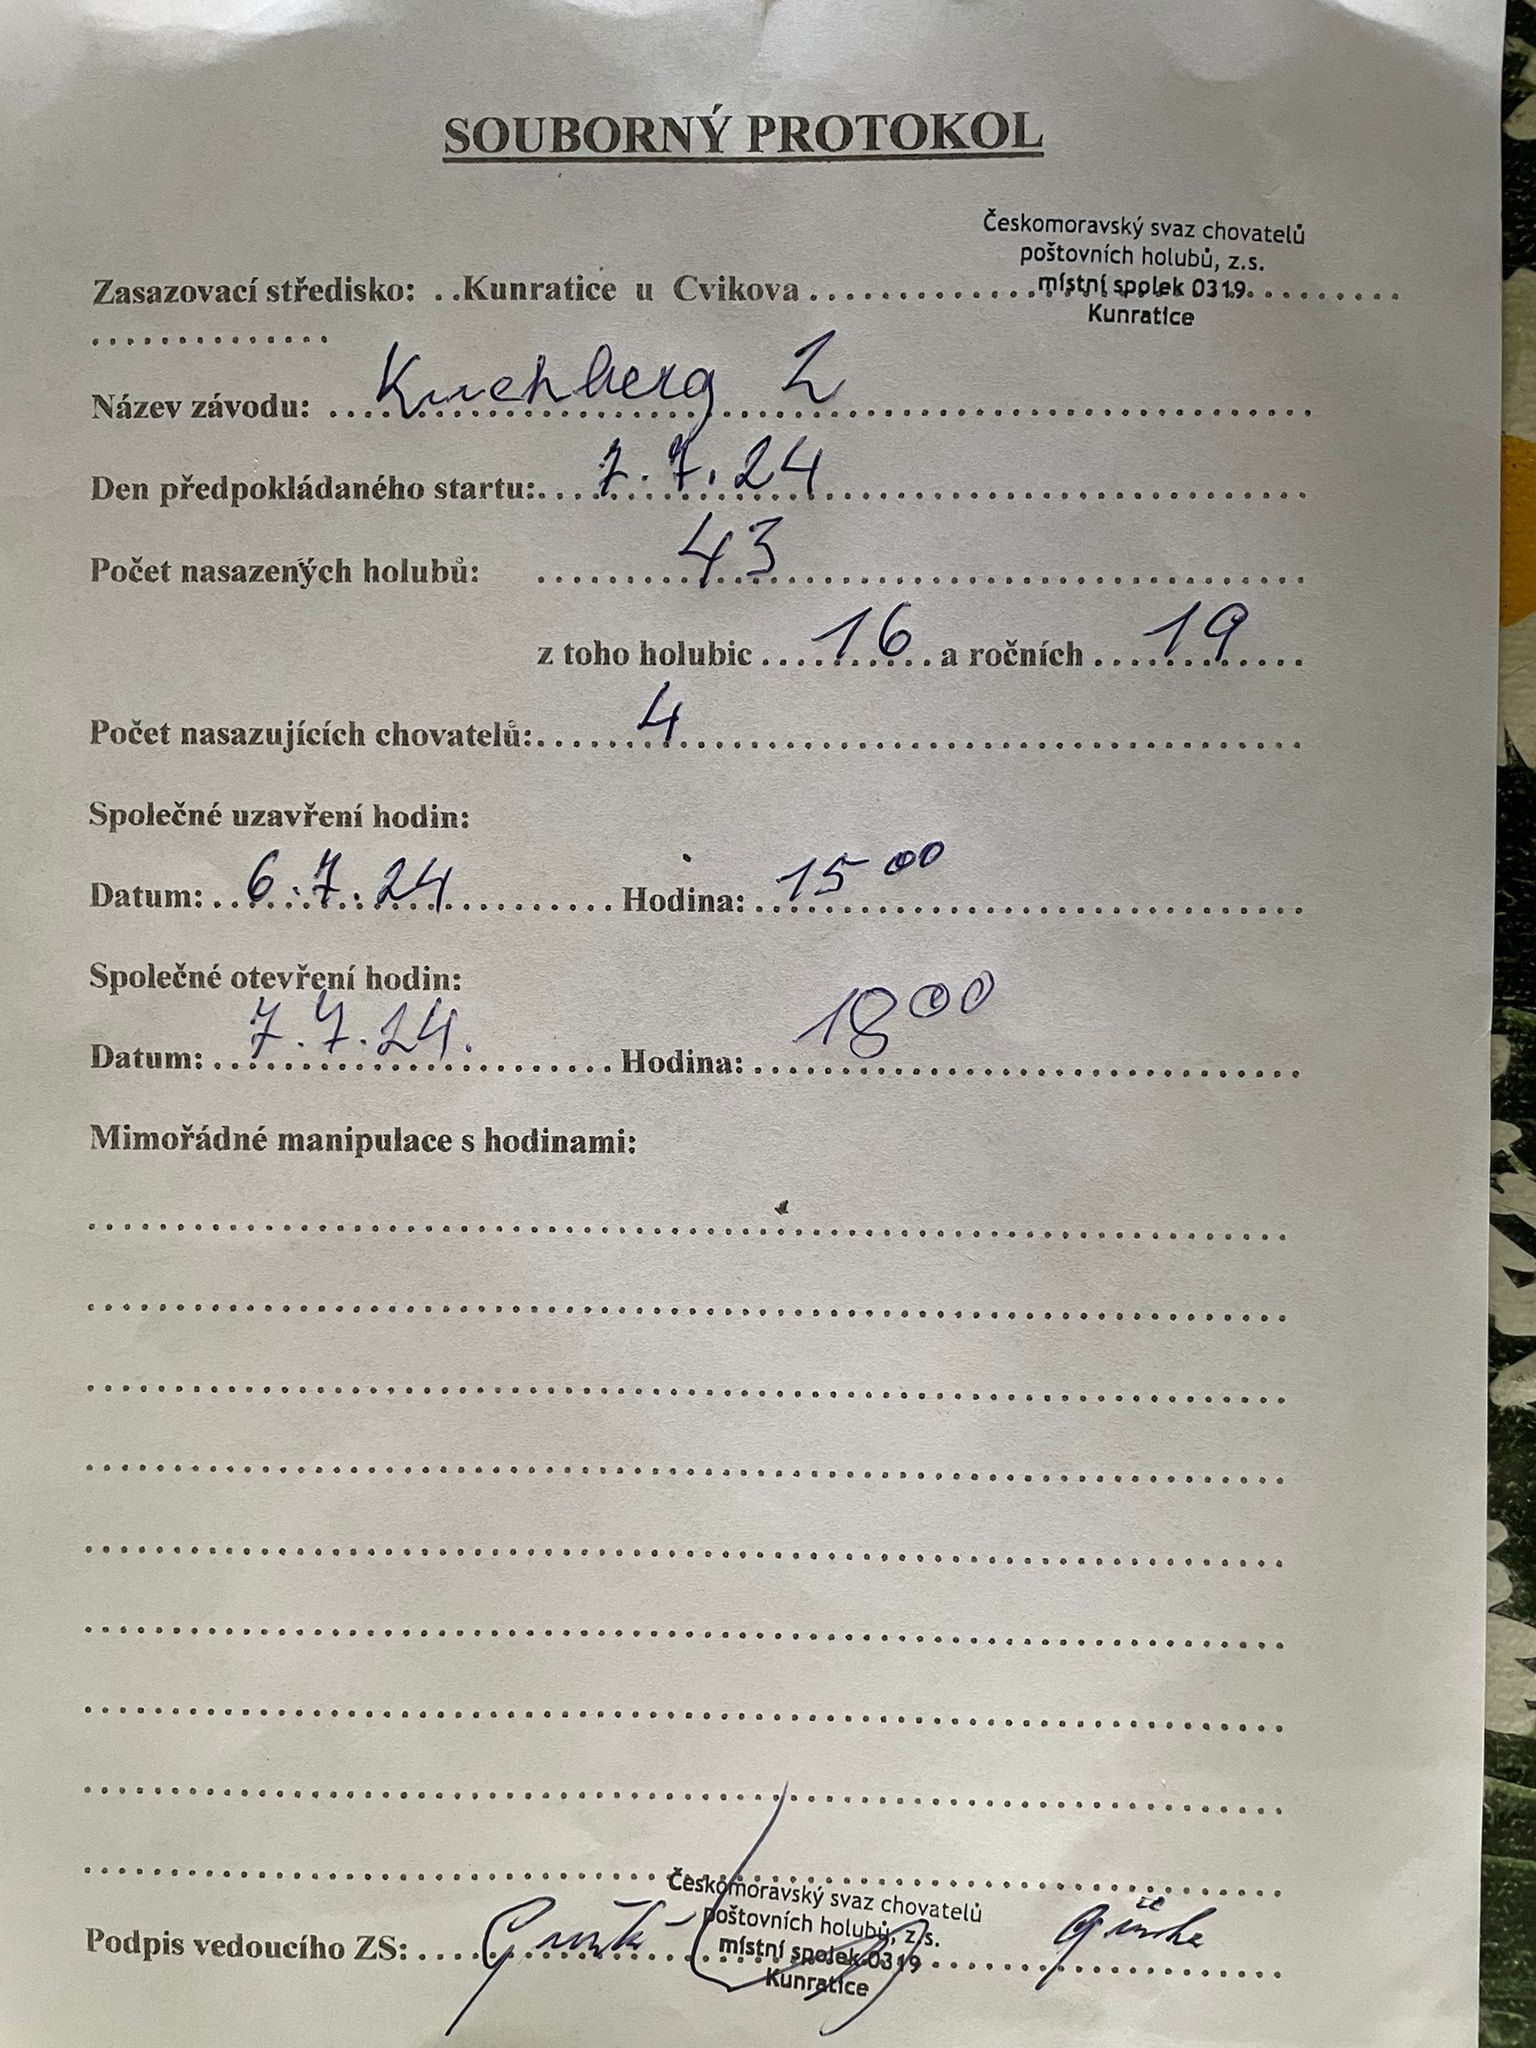 SOUBORNÝ PROTOKOL
Českomoravský svaz chovatelů
poštovních holubů, z.s.
místní spolek 0319
Kunratice
Zasazovací středisko: ..Kunratice u Cvikova
Název závodu: 2
Den předpokládaného startu: 7.7.24
Počet nasazených holubů: 43
z toho holubic 16 a ročních 19
Počet nasazujících chovatelů: 4
Společné uzavření hodin:
Datum: 6.7.24 Hodina: 15 00
Společné otevření hodin:
Datum: 7.7.24. Hodina: 18 00
Mimořádné manipulace s hodinami:
Českomoravský svaz chovatelů
poštovních holubů, z.s.
místní spolek 0319
Kunratice
Podpis vedoucího ZS: